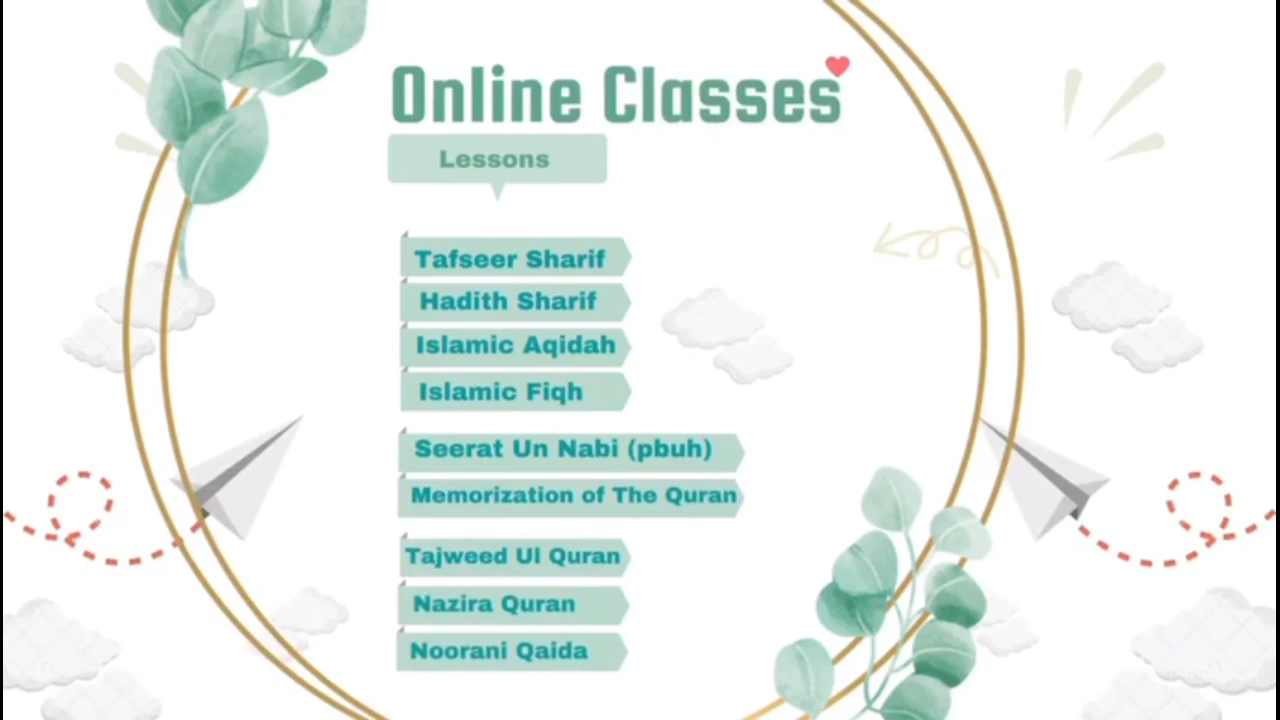 Online Classes
Lessons
Tafseer Sharif
Hadith Sharif
Islamic Aqidah
Islamic Fiqh
Seerat Un Nabi (pbuh)
Memorization of The Quran
Tajweed Ul Quran
Nazira Quran
Noorani Qaida